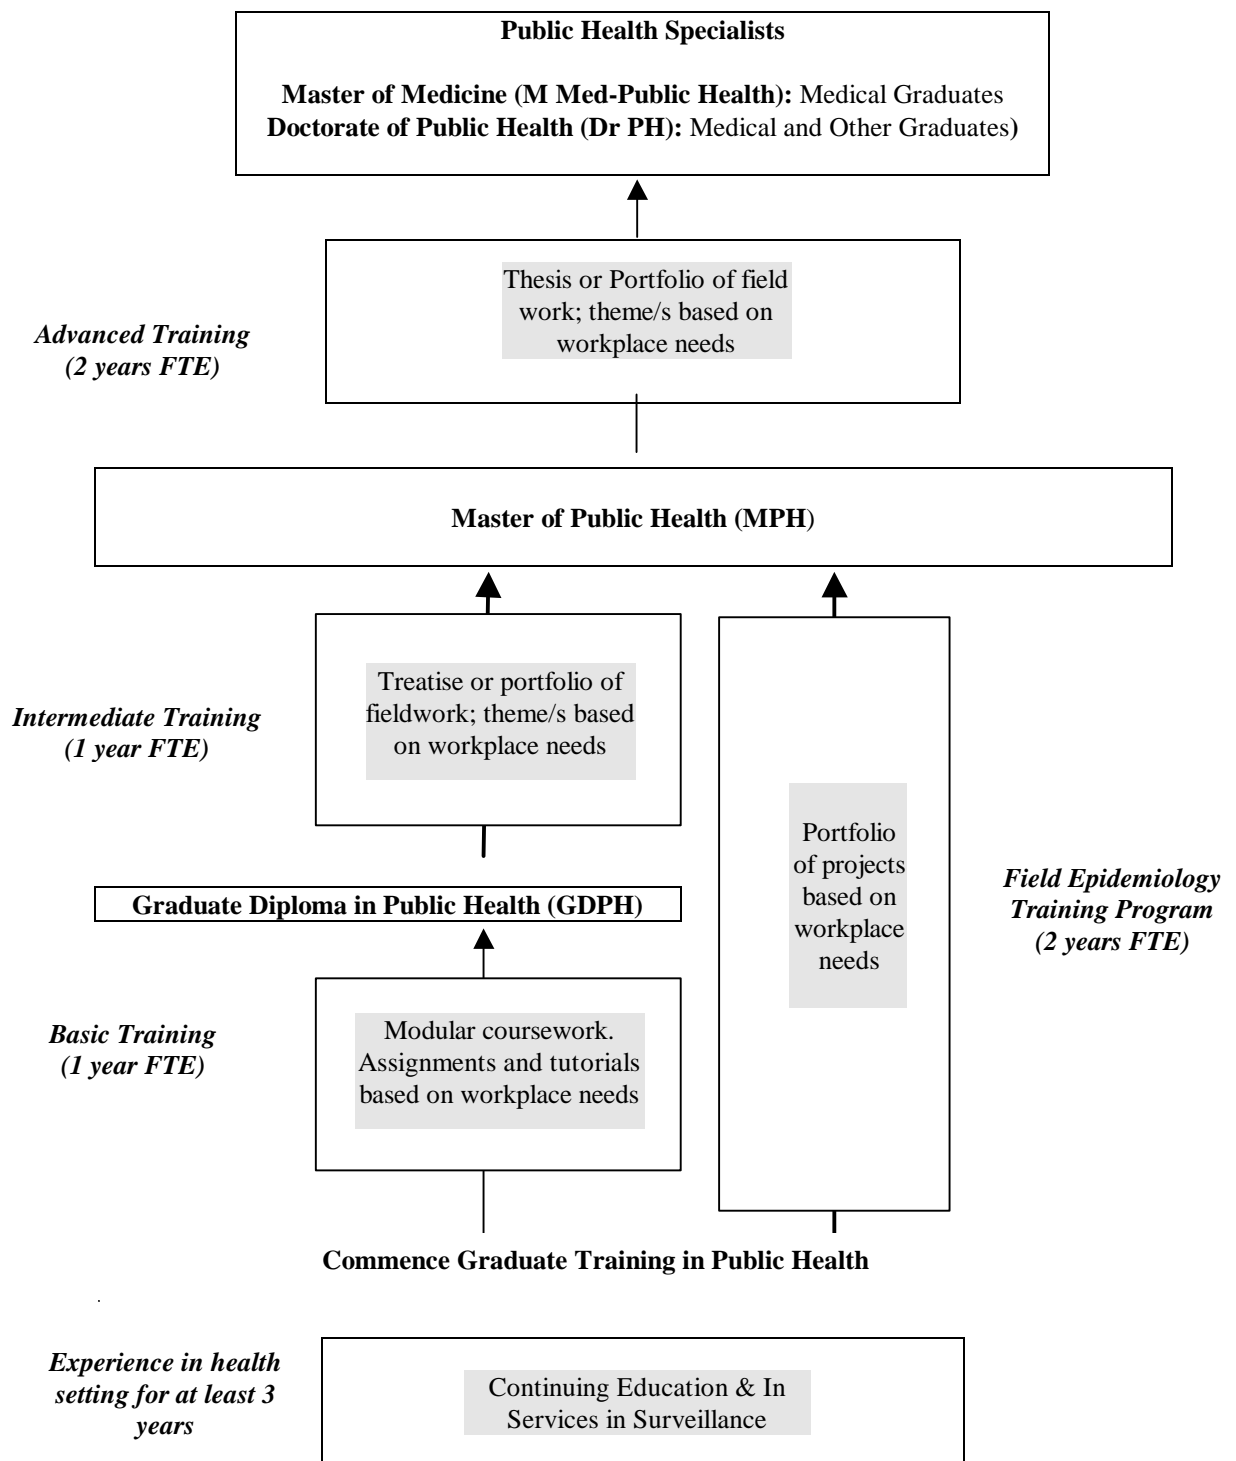 Public Health Specialists
Master of Medicine (M Med-Public Health): Medical Graduates
Doctorate of Public Health (Dr PH): Medical and Other Graduates)
Thesis or Portfolio of field
work; theme/s based on
workplace needs
Advanced Training
(2 years FTE)
Master of Public Health (MPH)
Treatise or portfolio of
fieldwork; theme/s based
on workplace needs
Intermediate Training
(1 year FTE)
Portfolio
of projects
based on
workplace
needs
Field Epidemiology
Training Program
(2 years FTE)
Graduate Diploma in Public Health (GDPH)
Basic Training
(1 year FTE)
Modular coursework.
Assignments and tutorials
based on workplace needs
Commence Graduate Training in Public Health
.
Experience in health
setting for at least 3
years
Continuing Education & In
Services in Surveillance